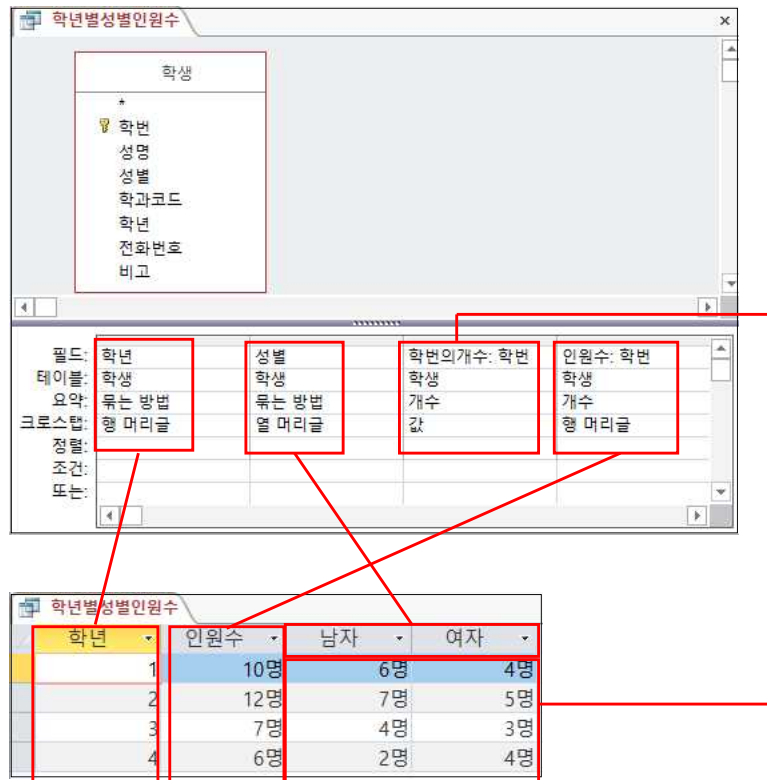 학년별성별인원수
학생
*
학번
성명
성별
학과코드
학년
전화번호
비고
필드: 학년 성별 학번의개수: 학번 인원수: 학번
테이블: 학생 학생 학생 학생
요약: 묶는 방법 묶는 방법 개수 개수
크로스탭: 행 머리글 열 머리글 값 행 머리글
정렬:
조건:
또는:
학년별성별인원수
학년 인원수 남자 여자
1 10명 6명 4명
2 12명 7명 5명
3 7명 4명 3명
4 6명 2명 4명